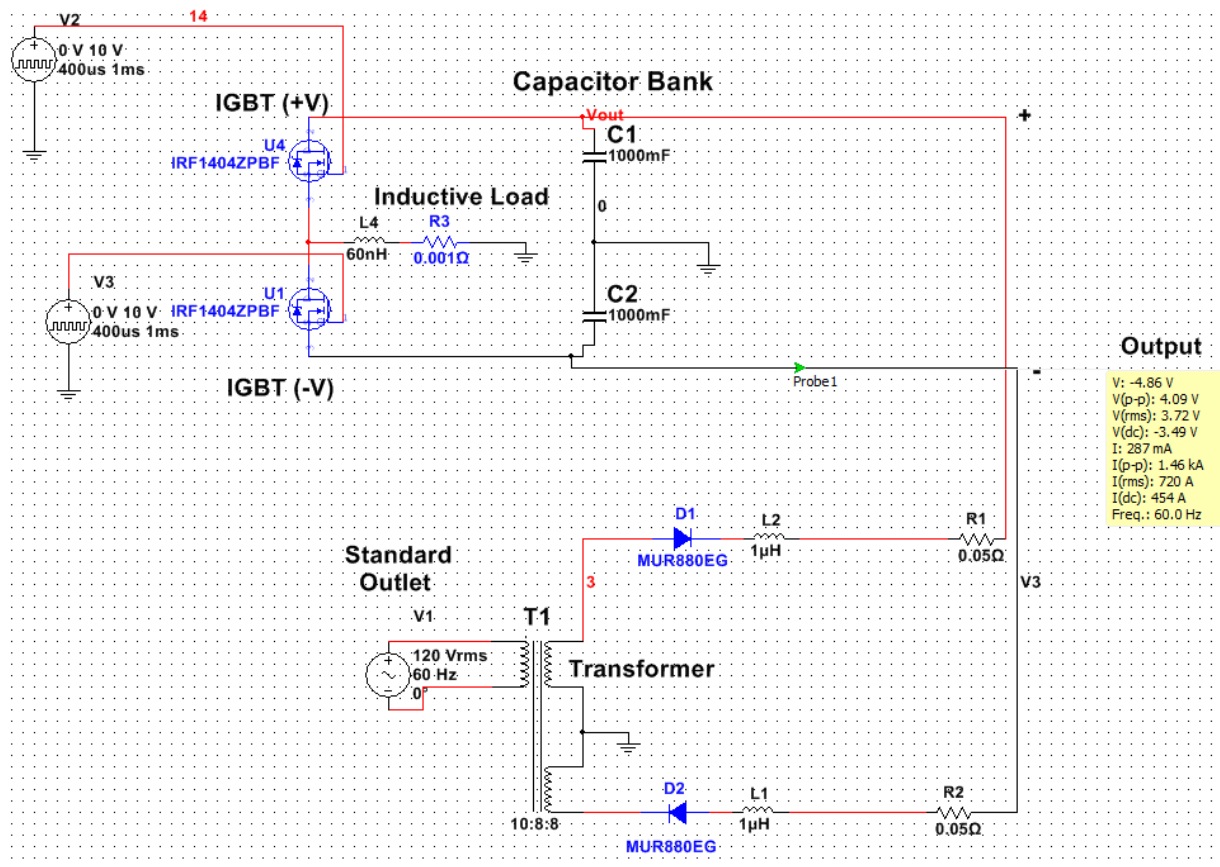 V2
14
0 V 10 V
400us 1ms
Capacitor Bank
IGBT (+V)
Vout
+
U4
IRF1404ZPBF
C1
1000mF
Inductive Load
0
L4
R3
60nH
0.001Ω
V3
0 V 10 V
400us 1ms
U1
IRF1404ZPBF
C2
1000mF
IGBT (-V)
Output
-
Probe1
V: -4.86 V
V(p-p): 4.09 V
V(rms): 3.72 V
V(dc): -3.49 V
I: 287 mA
I(p-p): 1.46 kA
I(rms): 720 A
I(dc): 454 A
Freq.: 60.0 Hz
D1
L2
R1
MUR880EG
1µH
0.05Ω
Standard
Outlet
3
V3
V1
T1
120 Vrms
60 Hz
0°
Transformer
D2
L1
R2
10:8:8
1µH
0.05Ω
MUR880EG